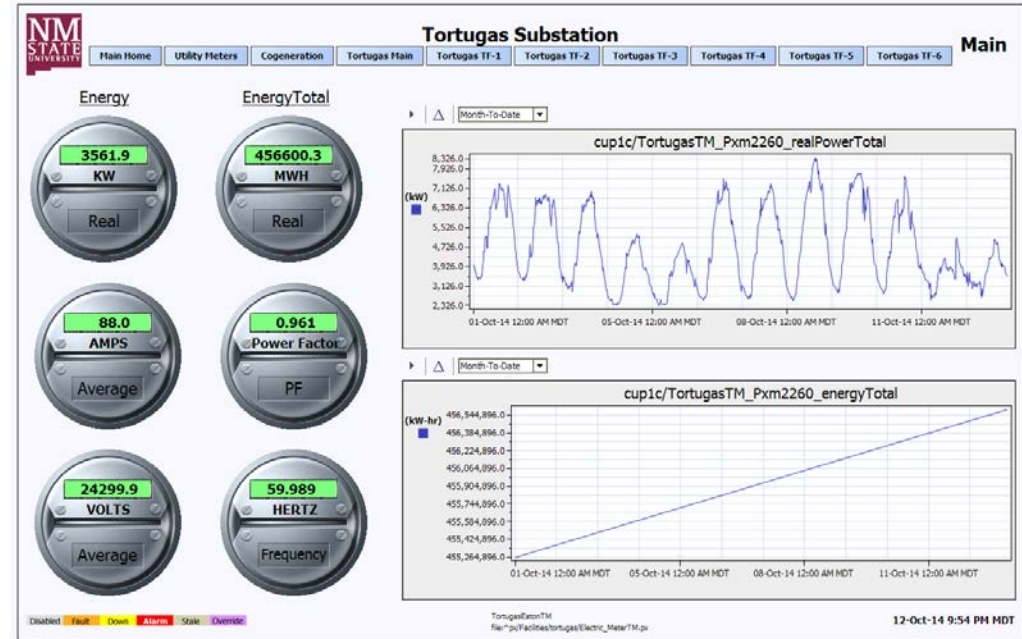 NM
STATE
UNIVERSITY
Tortugas Substation
Main
Main Home Utility Meters Cogeneration Tortugas Main Tortugas TF-1 Tortugas TF-2 Tortugas TF-3 Tortugas TF-4 Tortugas TF-5 Tortugas TF-6
Energy EnergyTotal
3561.9
KW
Real
456600.3
MWH
Real
88.0
AMPS
Average
0.961
Power Factor
PF
24299.9
VOLTS
Average
59.989
HERTZ
Frequency
Month-To-Date
cup1c/TortugasTM_Pxm2260_realPowerTotal
(kW)
8,326.0
7,926.0
7,126.0
6,326.0
5,526.0
4,726.0
3,926.0
3,126.0
2,326.0
01-Oct-14 12:00 AM MDT 05-Oct-14 12:00 AM MDT 08-Oct-14 12:00 AM MDT 11-Oct-14 12:00 AM MDT
Month-To-Date
cup1c/TortugasTM_Pxm2260_energyTotal
(kW-hr)
456,544,896.0
456,384,896.0
456,224,896.0
456,064,896.0
455,904,896.0
455,744,896.0
455,584,896.0
455,424,896.0
455,264,896.0
01-Oct-14 12:00 AM MDT 05-Oct-14 12:00 AM MDT 08-Oct-14 12:00 AM MDT 11-Oct-14 12:00 AM MDT
Disabled Fault Down Alarm Stale Override
TortugasEatonTM
file:^px/Facilities/tortugas/Electric_MeterTM.px
12-Oct-14 9:54 PM MDT